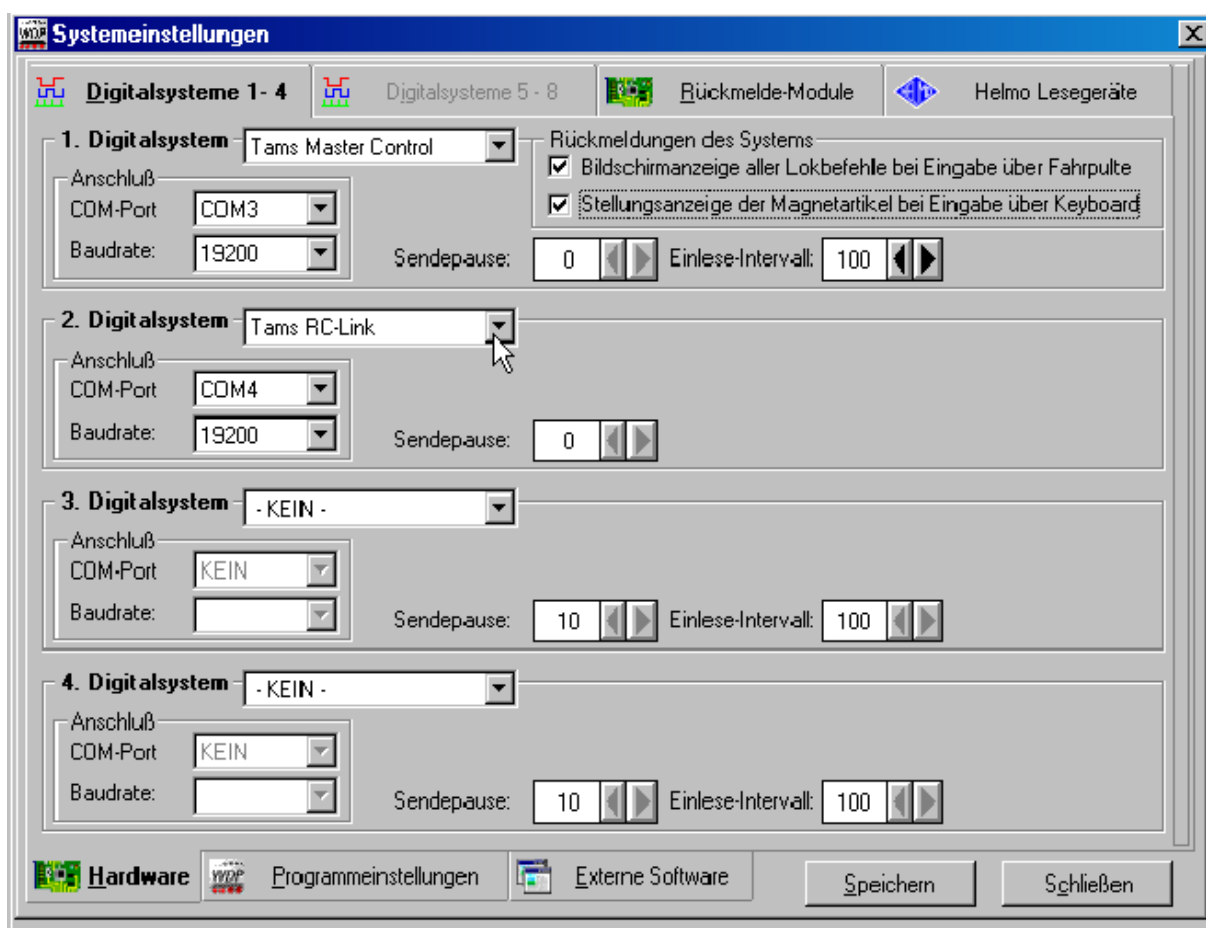 WDP Systemeinstellungen
Digitalsysteme 1- 4 Digitalsysteme 5 - 8 Rückmelde-Module Helmo Lesegeräte
1. Digitalsystem Tams Master Control
Anschluß
COM-Port COM3
Baudrate: 19200
Rückmeldungen des Systems
Bildschirmanzeige aller Lokbefehle bei Eingabe über Fahrpulte
Stellungsanzeige der Magnetartikel bei Eingabe über Keyboard
Sendepause: 0 Einlese-Intervall: 100
2. Digitalsystem Tams RC-Link
Anschluß
COM-Port COM4
Baudrate: 19200
Sendepause: 0
3. Digitalsystem - KEIN -
Anschluß
COM-Port KEIN
Baudrate:
Sendepause: 10 Einlese-Intervall: 100
4. Digitalsystem - KEIN -
Anschluß
COM-Port KEIN
Baudrate:
Sendepause: 10 Einlese-Intervall: 100
Hardware WDP Programmeinstellungen Externe Software Speichern Schließen